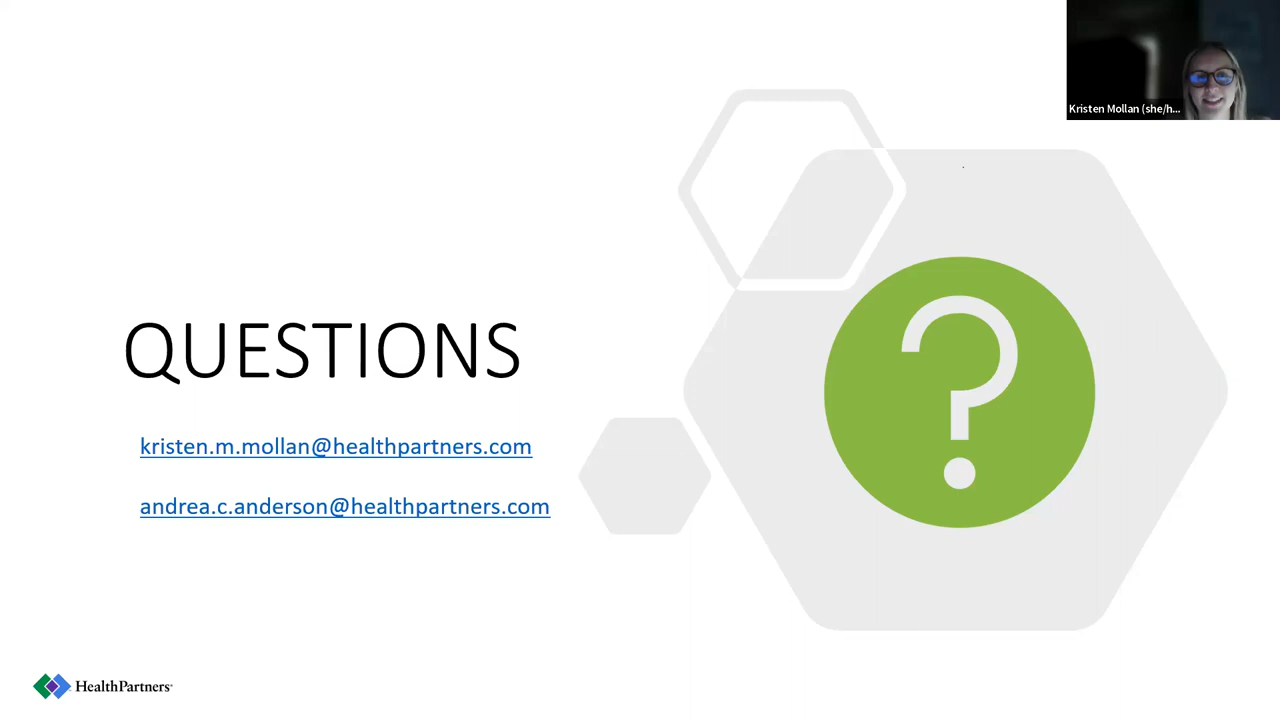 Kristen Mollan (she/h...
QUESTIONS
kristen.m.mollan@healthpartners.com
andrea.c.anderson@healthpartners.com
?
HealthPartners®